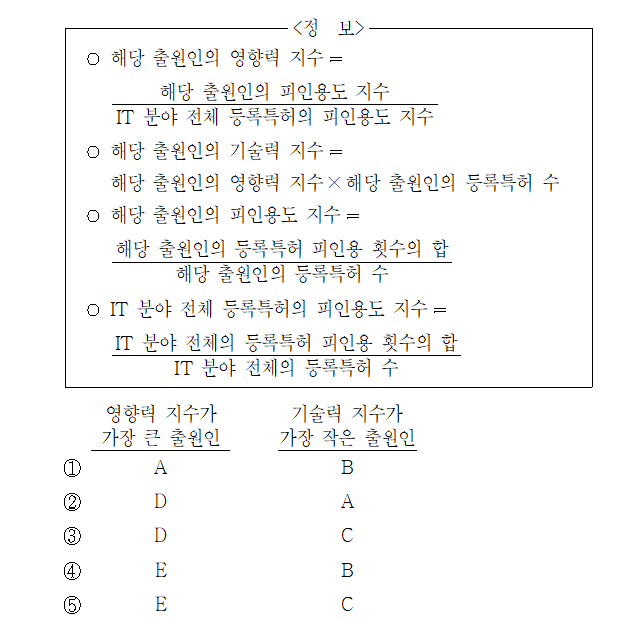 <정 보>
○ 해당 출원인의 영향력 지수=
해당 출원인의 피인용도 지수
IT 분야 전체 등록특허의 피인용도 지수
○ 해당 출원인의 기술력 지수=
해당 출원인의 영향력 지수×해당 출원인의 등록특허 수
○ 해당 출원인의 피인용도 지수=
해당 출원인의 등록특허 피인용 횟수의 합
해당 출원인의 등록특허 수
○ IT 분야 전체 등록특허의 피인용도 지수=
IT 분야 전체의 등록특허 피인용 횟수의 합
IT 분야 전체의 등록특허 수
영향력 지수가 기술력 지수가
가장 큰 출원인 가장 작은 출원인
① A B
② D A
③ D C
④ E B
⑤ E C